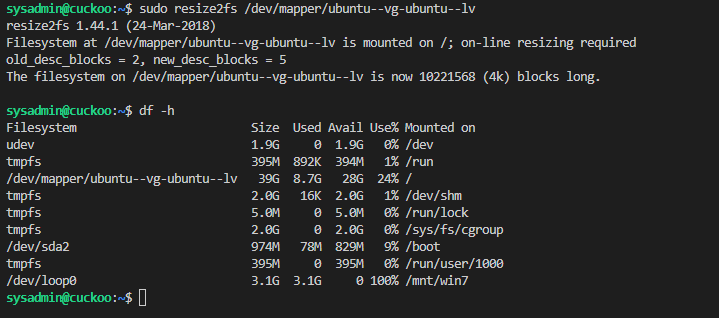 sysadmin@cuckoo:~$ sudo resize2fs /dev/mapper/ubuntu--vg-ubuntu--lv
resize2fs 1.44.1 (24-Mar-2018)
Filesystem at /dev/mapper/ubuntu--vg-ubuntu--lv is mounted on /; on-line resizing required
old_desc_blocks = 2, new_desc_blocks = 5
The filesystem on /dev/mapper/ubuntu--vg-ubuntu--lv is now 10221568 (4k) blocks long.
sysadmin@cuckoo:~$ df -h
Filesystem                         Size  Used Avail Use% Mounted on
udev                               1.9G     0  1.9G   0% /dev
tmpfs                              395M  892K  394M   1% /run
/dev/mapper/ubuntu--vg-ubuntu--lv   39G  8.7G   28G  24% /
tmpfs                              2.0G   16K  2.0G   1% /dev/shm
tmpfs                              5.0M     0  5.0M   0% /run/lock
tmpfs                              2.0G     0  2.0G   0% /sys/fs/cgroup
/dev/sda2                          974M   78M  829M   9% /boot
tmpfs                              395M     0  395M   0% /run/user/1000
/dev/loop0                         3.1G  3.1G     0 100% /mnt/win7
sysadmin@cuckoo:~$